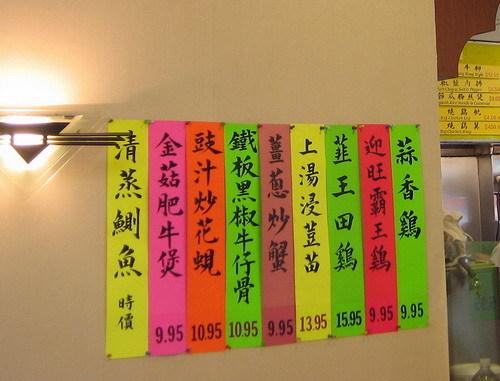 清蒸鰂魚 時價
金菇肥牛煲 9.95
豉汁炒花蜆 10.95
鐵板黑椒牛仔骨 10.95
薑蔥炒蟹 9.95
上湯浸荳苗 13.95
韮王田鷄 15.95
迎旺霸王鷄 9.95
蒜香鷄 9.95